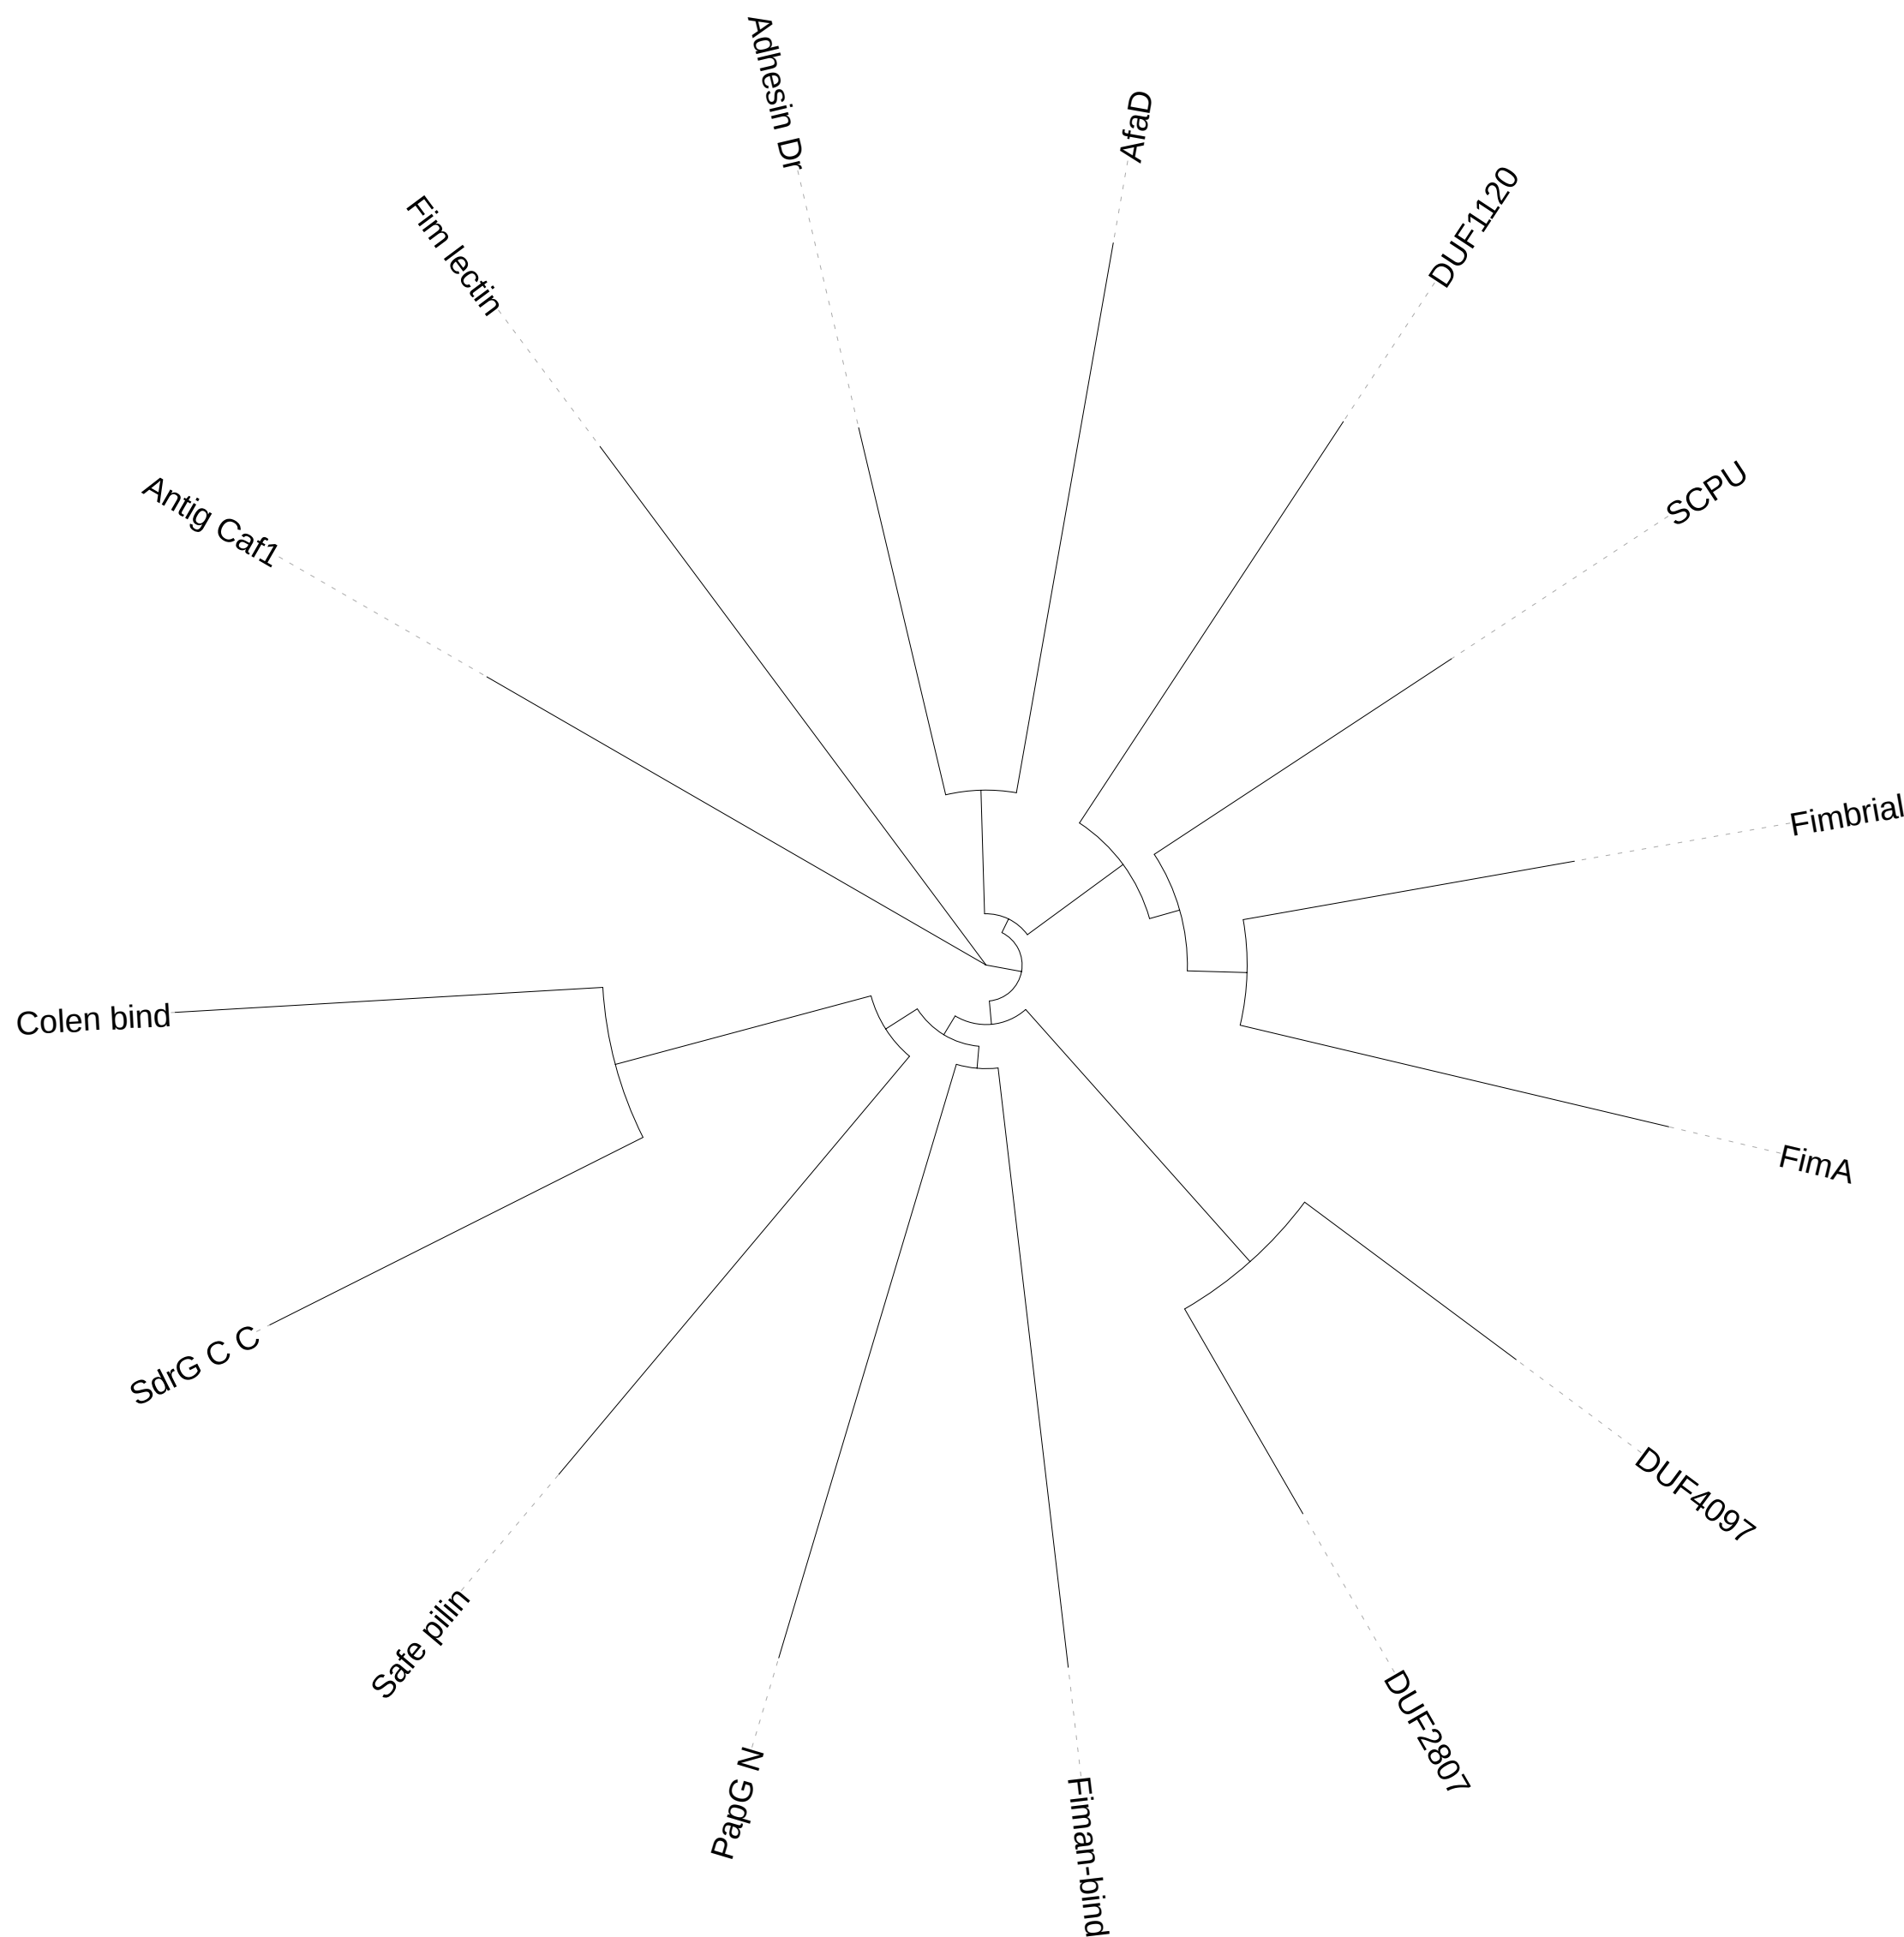 Adhesin Dr
AfaD
DUF1120
Fim lectin
SCPU
Antig Caf1
Fimbrial
Colen bind
FimA
SdrG C C
DUF4097
Safe pilin
DUF2807
PapG N
Fiman-bind